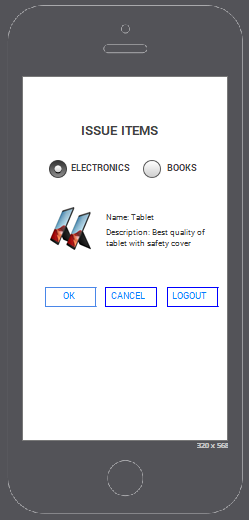 ISSUE ITEMS
ELECTRONICS BOOKS
Name: Tablet
Description: Best quality of
tablet with safety cover
OK CANCEL LOGOUT
320 x 568